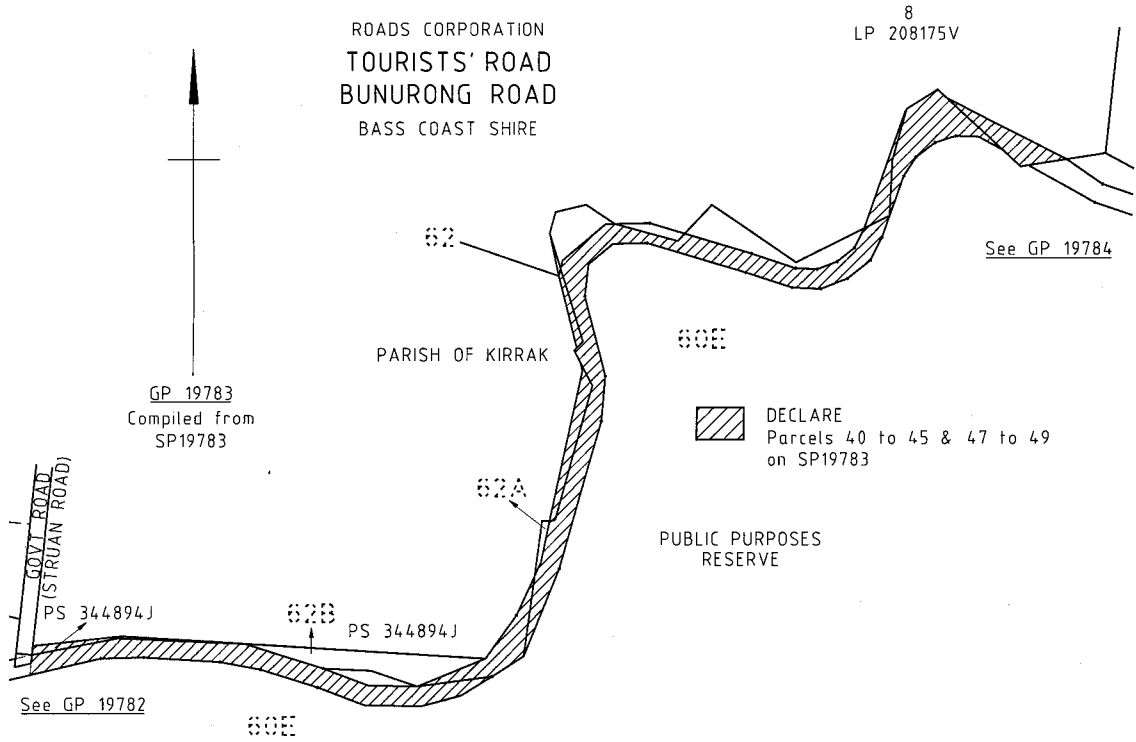 ROADS CORPORATION
TOURISTS' ROAD
BUNURONG ROAD
BASS COAST SHIRE
8
LP 208175V
62
See GP 19784
PARISH OF KIRRAK
60E
GP 19783
Compiled from
SP19783
DECLARE
Parcels 40 to 45 & 47 to 49
on SP19783
GOVT ROAD
(STRUAN ROAD)
62A
PUBLIC PURPOSES
RESERVE
PS 344894J
62B
PS 344894J
See GP 19782
60E